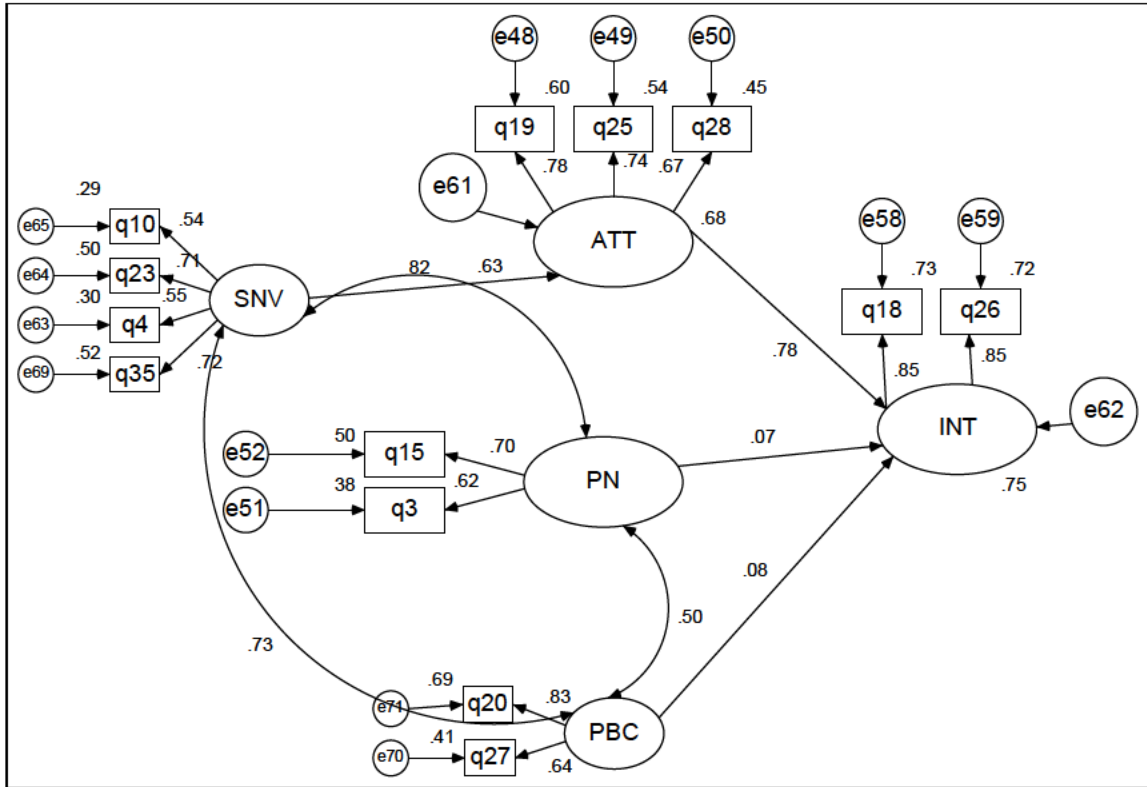 e48
e49
e50
.60
.54
.45
q19
q25
q28
.78
.74
.67
e61
ATT
.68
.29
e65
q10
.54
.50
e64
q23
.71
.30
e63
q4
.55
.52
e69
q35
.72
SNV
.82
.63
e58
e59
.73
.72
q18
q26
.85
.85
.78
INT
e62
.75
e52
50
q15
.70
e51
38
q3
.62
PN
.07
.08
.50
.73
e71
.69
q20
.83
e70
.41
q27
.64
PBC